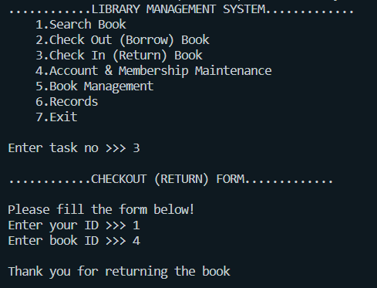 ............LIBRARY MANAGEMENT SYSTEM.............
1.Search Book
2.Check Out (Borrow) Book
3.Check In (Return) Book
4.Account & Membership Maintenance
5.Book Management
6.Records
7.Exit
Enter task no >>> 3
............CHECKOUT (RETURN) FORM.............
Please fill the form below!
Enter your ID >>> 1
Enter book ID >>> 4
Thank you for returning the book